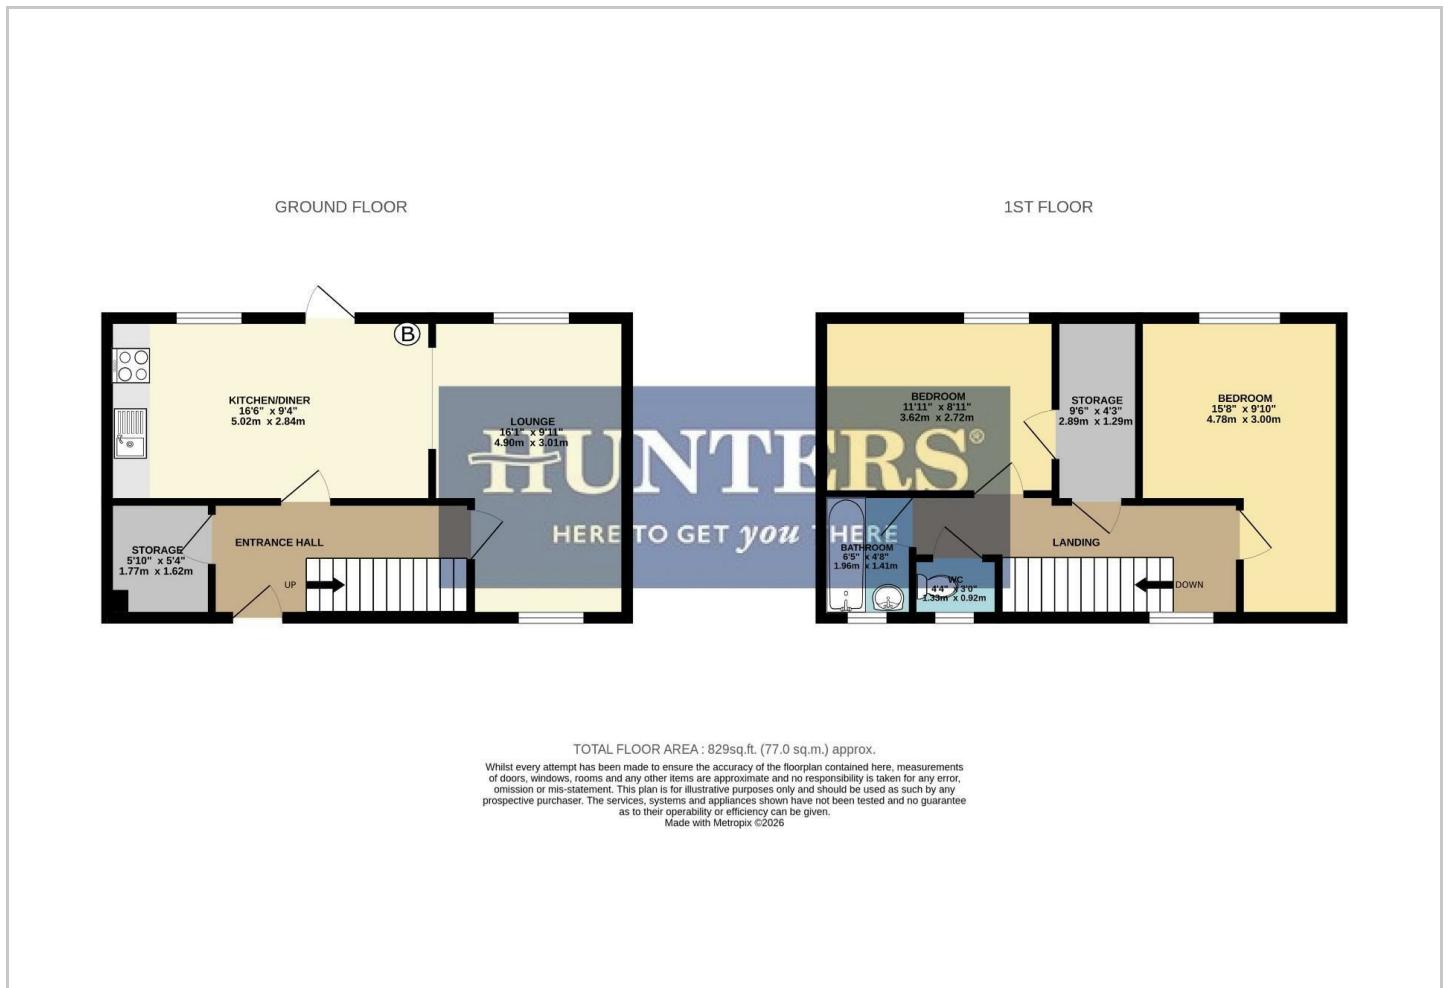 GROUND FLOOR
1ST FLOOR
B
KITCHEN/DINER
16'6" x 9'4"
5.02m x 2.84m
LOUNGE
16'1" x 9'11"
4.90m x 3.01m
STORAGE
5'10" x 5'4"
1.77m x 1.62m
ENTRANCE HALL
UP
BEDROOM
11'11" x 8'11"
3.62m x 2.72m
STORAGE
9'6" x 4'3"
2.89m x 1.29m
BEDROOM
15'8" x 9'10"
4.78m x 3.00m
BATHROOM
6'5" x 4'8"
1.96m x 1.41m
WC
4'4" x 3'0"
1.33m x 0.92m
LANDING
DOWN
HUNTERS®
HERE TO GET you THERE
TOTAL FLOOR AREA : 829sq.ft. (77.0 sq.m.) approx.
Whilst every attempt has been made to ensure the accuracy of the floorplan contained here, measurements
of doors, windows, rooms and any other items are approximate and no responsibility is taken for any error,
omission or mis-statement. This plan is for illustrative purposes only and should be used as such by any
prospective purchaser. The services, systems and appliances shown have not been tested and no guarantee
as to their operability or efficiency can be given.
Made with Metropix ©2026